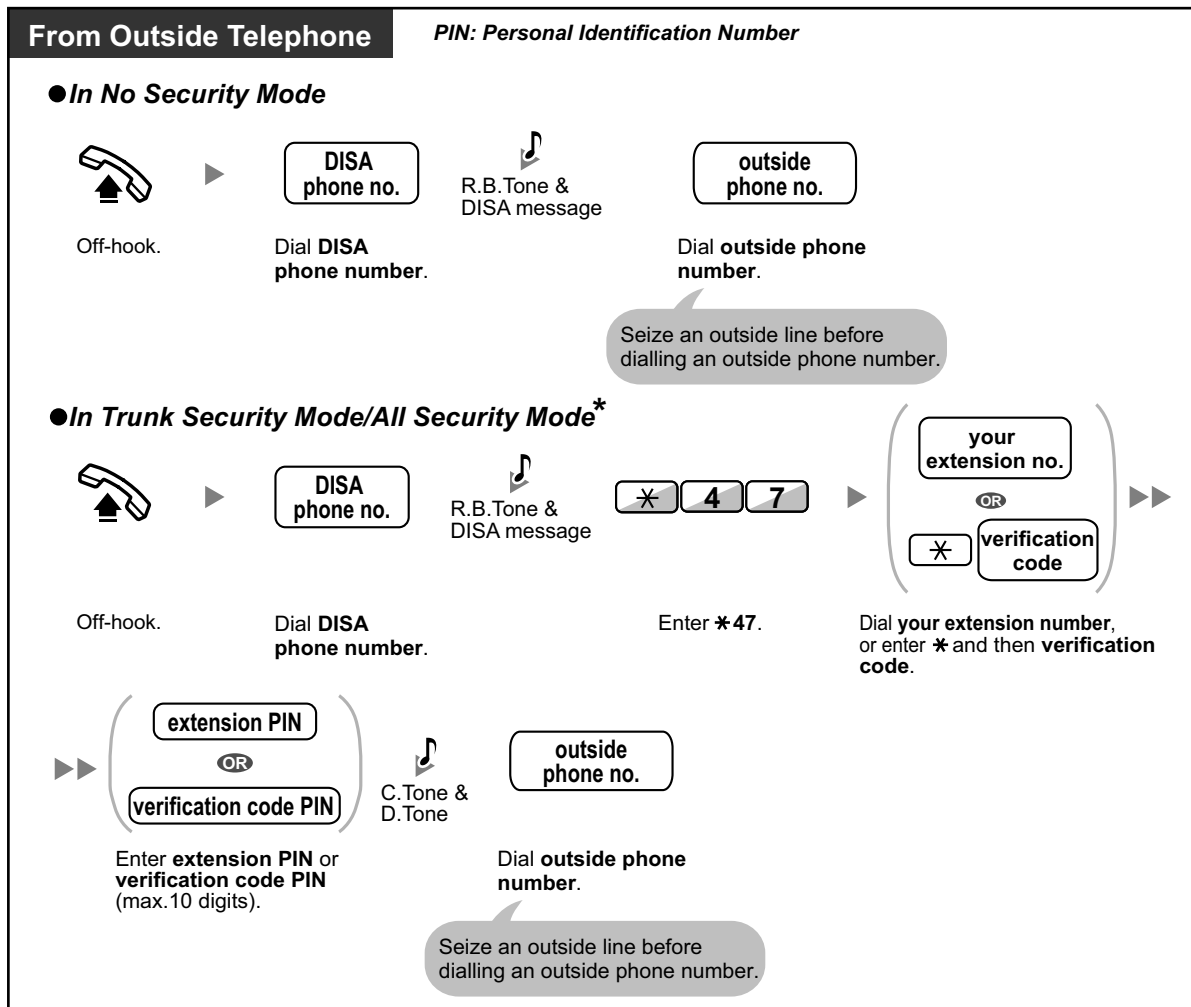 From Outside Telephone
PIN: Personal Identification Number
●In No Security Mode
DISA
phone no.
R.B.Tone &
DISA message
outside
phone no.
Off-hook.
Dial DISA
phone number.
Dial outside phone
number.
Seize an outside line before
dialling an outside phone number.
●In Trunk Security Mode/All Security Mode*
DISA
phone no.
R.B.Tone &
DISA message
* 4 7
your
extension no.
OR
* verification
code
Off-hook.
Dial DISA
phone number.
Enter *47.
Dial your extension number,
or enter * and then verification
code.
extension PIN
OR
verification code PIN
C.Tone &
D.Tone
outside
phone no.
Enter extension PIN or
verification code PIN
(max.10 digits).
Dial outside phone
number.
Seize an outside line before
dialling an outside phone number.